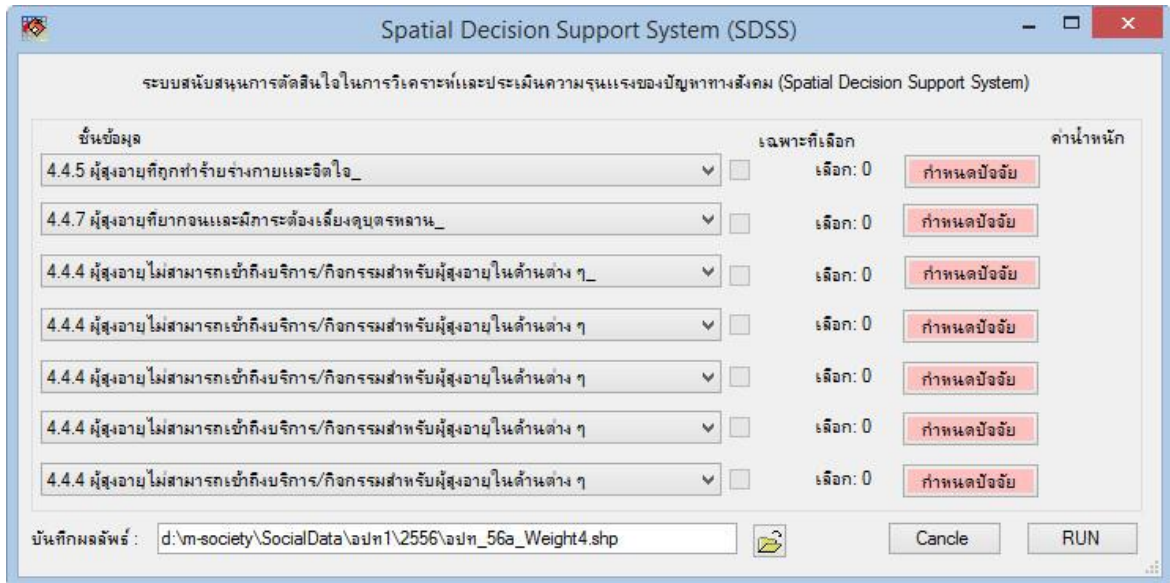 Spatial Decision Support System (SDSS)
ระบบสนับสนุนการตัดสินใจในการวิเคราะห์และประเมินความรุนแรงของปัญหาทางสังคม (Spatial Decision Support System)
ชั้นข้อมูล เฉพาะที่เลือก ค่าน้ำหนัก
4.4.5 ผู้สูงอายุที่ถูกทำร้ายร่างกายและจิตใจ_ เลือก: 0 กำหนดปัจจัย
4.4.7 ผู้สูงอายุที่ยากจนและมีภาระต้องเลี้ยงดูบุตรหลาน_ เลือก: 0 กำหนดปัจจัย
4.4.4 ผู้สูงอายุไม่สามารถเข้าถึงบริการ/กิจกรรมสำหรับผู้สูงอายุในด้านต่าง ๆ_ เลือก: 0 กำหนดปัจจัย
4.4.4 ผู้สูงอายุไม่สามารถเข้าถึงบริการ/กิจกรรมสำหรับผู้สูงอายุในด้านต่าง ๆ เลือก: 0 กำหนดปัจจัย
4.4.4 ผู้สูงอายุไม่สามารถเข้าถึงบริการ/กิจกรรมสำหรับผู้สูงอายุในด้านต่าง ๆ เลือก: 0 กำหนดปัจจัย
4.4.4 ผู้สูงอายุไม่สามารถเข้าถึงบริการ/กิจกรรมสำหรับผู้สูงอายุในด้านต่าง ๆ เลือก: 0 กำหนดปัจจัย
4.4.4 ผู้สูงอายุไม่สามารถเข้าถึงบริการ/กิจกรรมสำหรับผู้สูงอายุในด้านต่าง ๆ เลือก: 0 กำหนดปัจจัย
บันทึกผลลัพธ์ : d:\m-society\SocialData\อปท1\2556\อปท_56a_Weight4.shp Cancle RUN